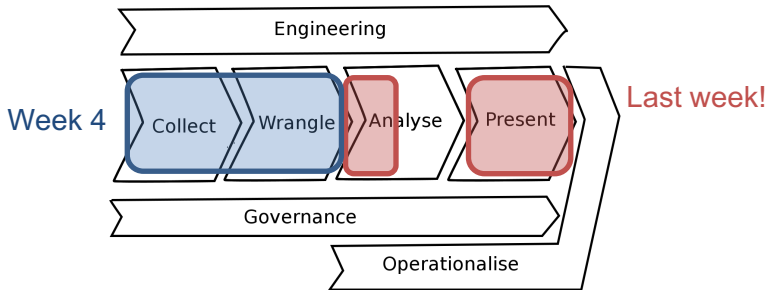 Engineering
Week 4
Collect
Wrangle
Analyse
Present
Last week!
Governance
Operationalise